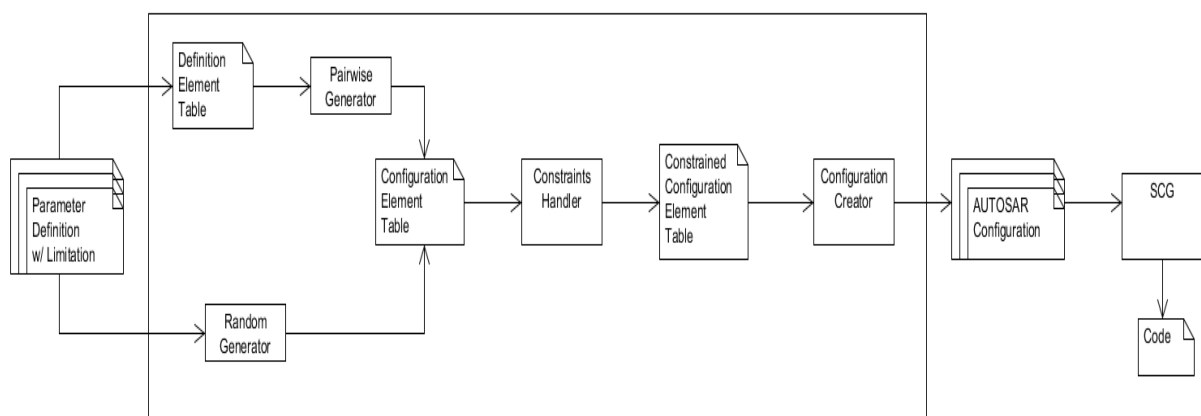 Definition
Element
Table
Pairwise
Generator
Parameter
Definition
w/ Limitation
Configuration
Element
Table
Constraints
Handler
Constrained
Configuration
Element
Table
Configuration
Creator
AUTOSAR
Configuration
SCG
Random
Generator
Code